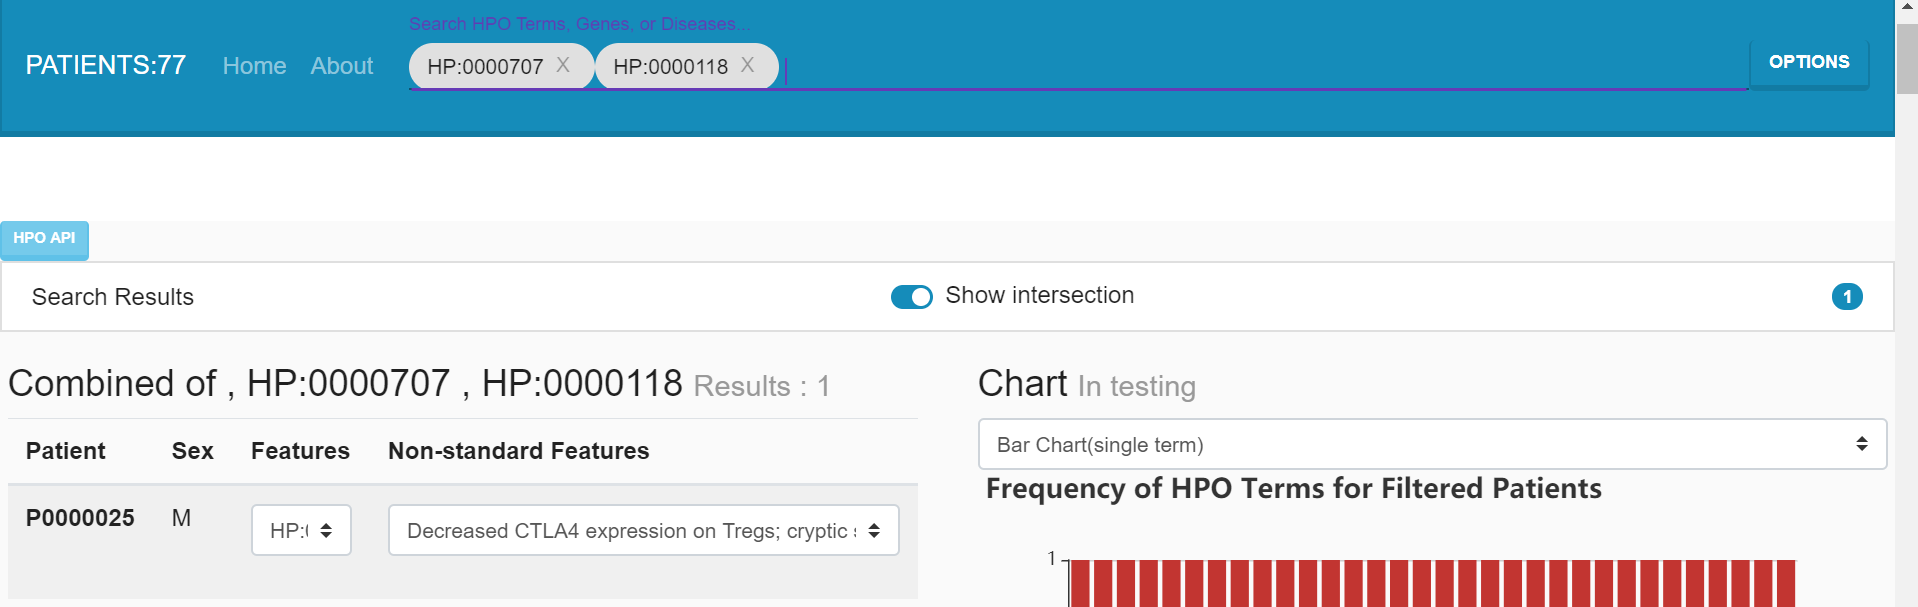 Search HPO Terms, Genes, or Diseases...
PATIENTS:77 Home About HP:0000707 X HP:0000118 X OPTIONS
HPO API
Search Results Show intersection 1
Combined of , HP:0000707 , HP:0000118 Results : 1
Chart In testing
Patient Sex Features Non-standard Features
Bar Chart(single term)
Frequency of HPO Terms for Filtered Patients
P0000025 M HP: Decreased CTLA4 expression on Tregs; cryptic
1